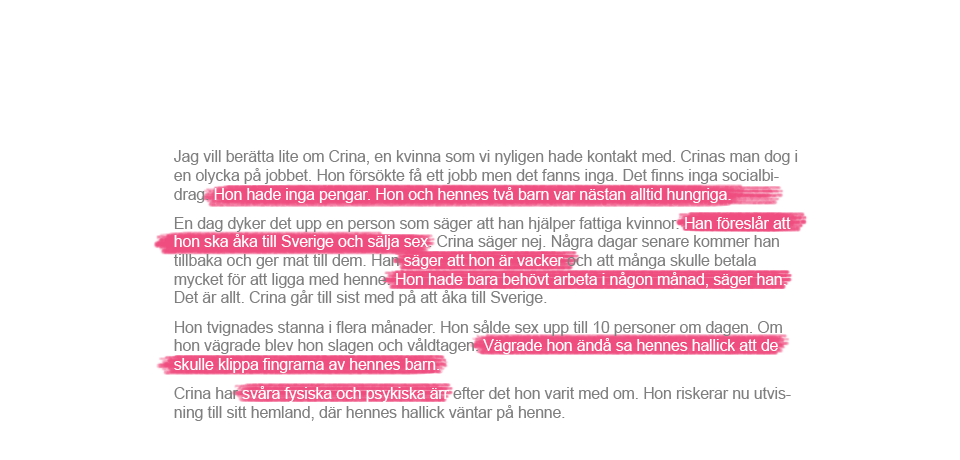 Jag vill berätta lite om Crina, en kvinna som vi nyligen hade kontakt med. Crinas man dog i
en olycka på jobbet. Hon försökte få ett jobb men det fanns inga. Det finns inga socialbi-
drag. Hon hade inga pengar. Hon och hennes två barn var nästan alltid hungriga.
En dag dyker det upp en person som säger att han hjälper fattiga kvinnor. Han föreslår att
hon ska åka till Sverige och sälja sex. Crina säger nej. Några dagar senare kommer han
tillbaka och ger mat till dem. Han säger att hon är vacker och att många skulle betala
mycket för att ligga med henne. Hon hade bara behövt arbeta i någon månad, säger han.
Det är allt. Crina går till sist med på att åka till Sverige.
Hon tvignades stanna i flera månader. Hon sålde sex upp till 10 personer om dagen. Om
hon vägrade blev hon slagen och våldtagen. Vägrade hon ändå sa hennes hallick att de
skulle klippa fingrarna av hennes barn.
Crina har svåra fysiska och psykiska ärr efter det hon varit med om. Hon riskerar nu utvis-
ning till sitt hemland, där hennes hallick väntar på henne.